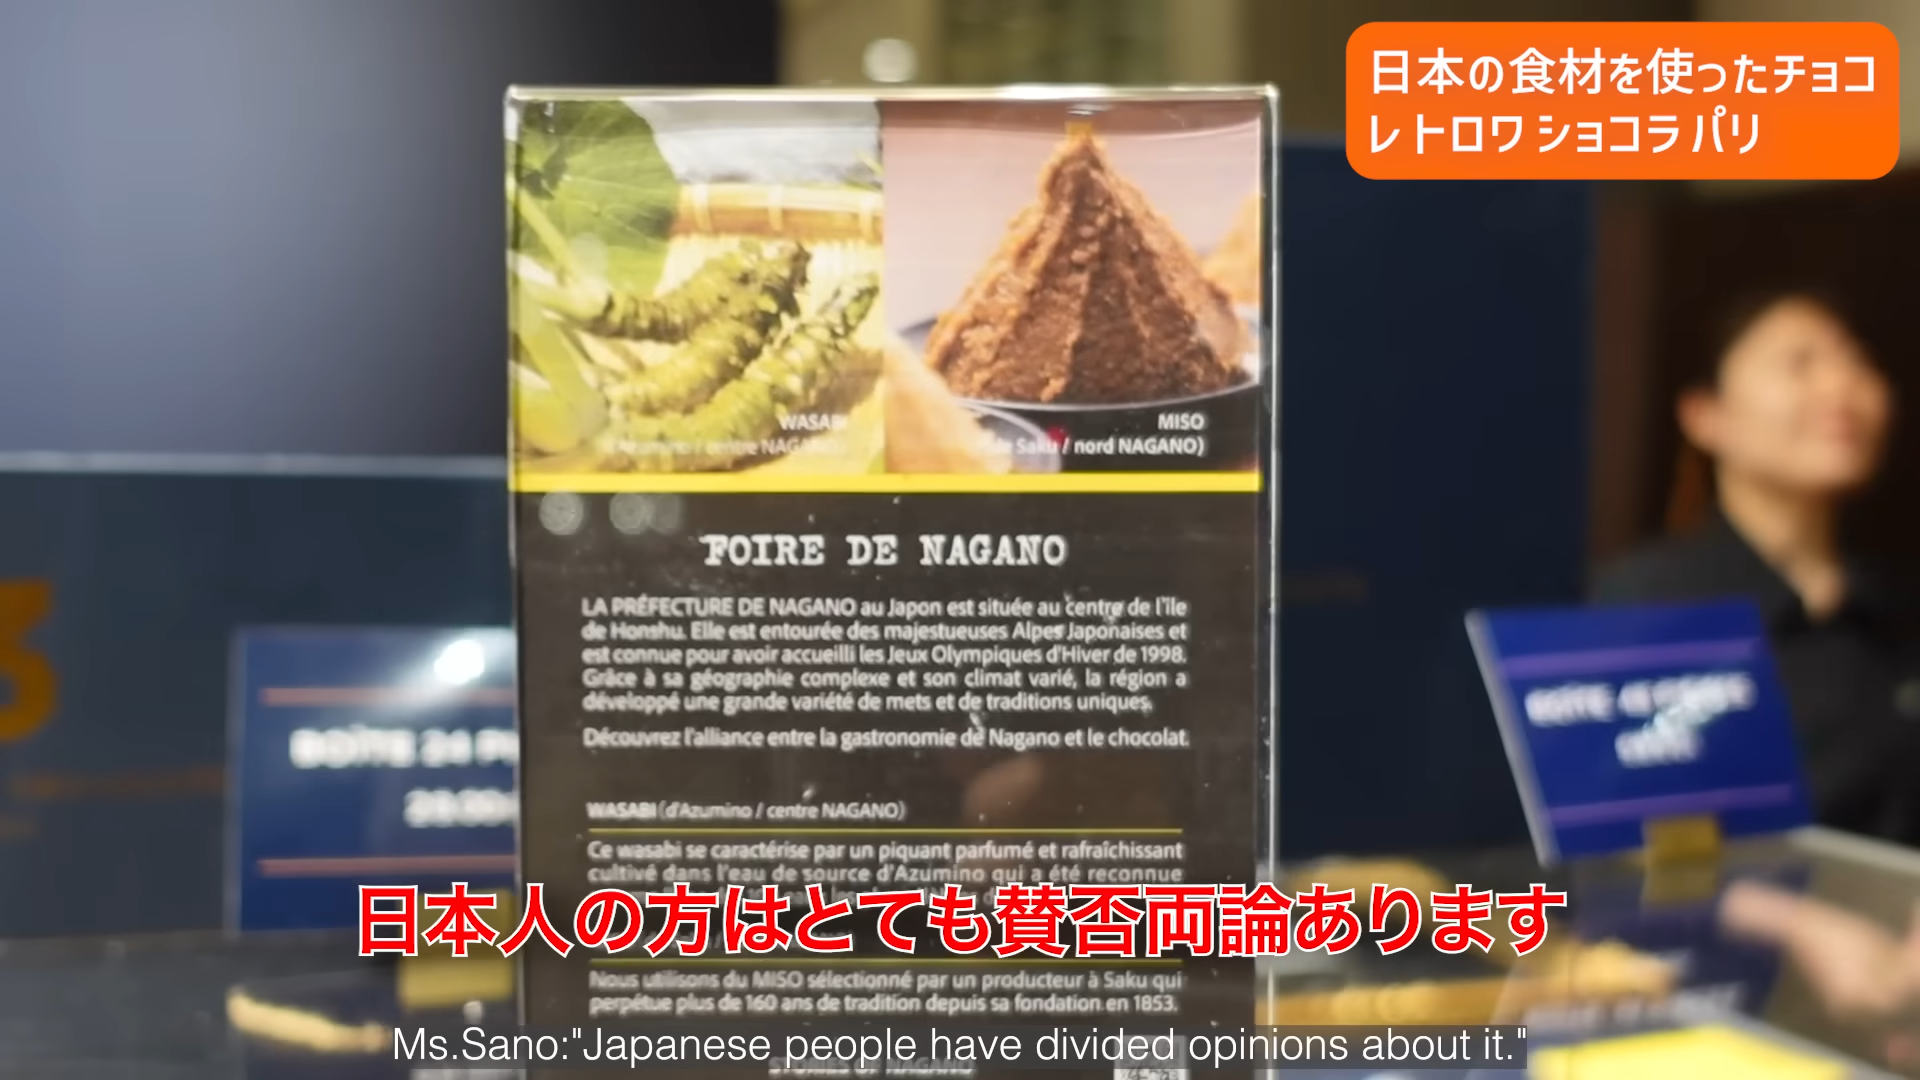 日本の食材を使ったチョコ
レトロワ ショコラ パリ
WASABI
MISO
de Saku / nord NAGANO)
FOIRE DE NAGANO
LA PRÉFECTURE DE NAGANO au Japon est située au centre de l'île
de Honshu. Elle est entourée des majestueuses Alpes Japonaises et
est connue pour avoir accueilli les Jeux Olympiques d'Hiver de 1998.
Grâce à sa géographie complexe et son climat varié, la région a
développé une grande variété de mets et de traditions uniques.
Découvrez l'alliance entre la gastronomie de Nagano et le chocolat.
WASABI (d'Azumino / centre NAGANO)
Ce wasabi se caractérise par un piquant parfumé et rafraîchissant
cultivé dans l'eau de source d'Azumino qui a été reconnue
日本人の方はとても賛否両論あります
Nous utilisons du MISO sélectionné par un producteur à Saku qui
perpétue plus de 160 ans de tradition depuis sa fondation en 1853.
Ms.Sano:"Japanese people have divided opinions about it."
STORIES OF NAGANO
BOÎTE 24